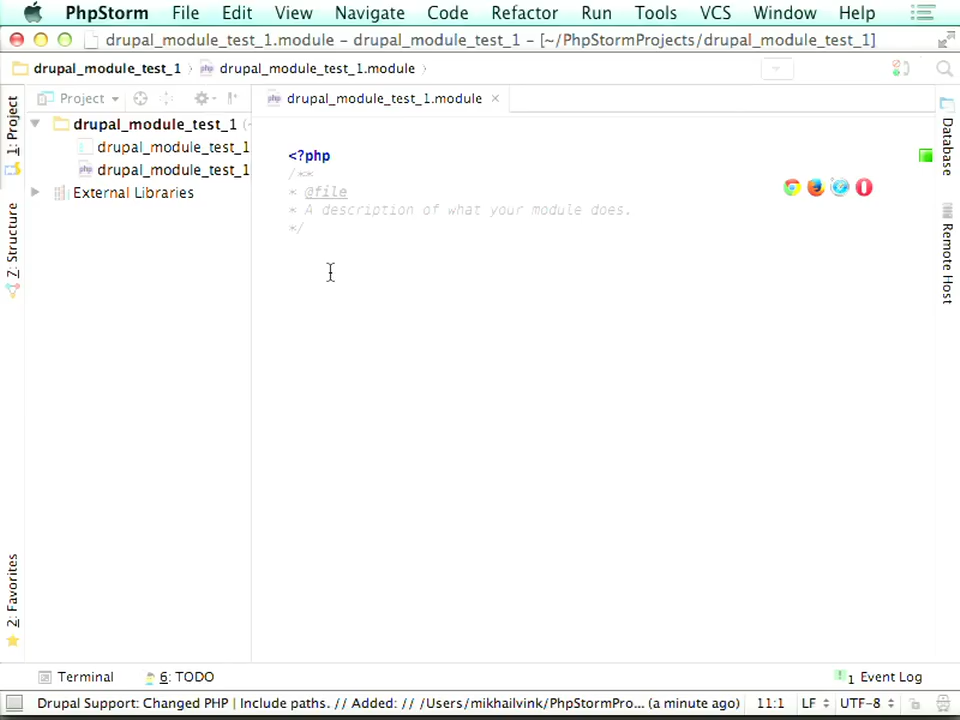 PhpStorm File Edit View Navigate Code Refactor Run Tools VCS Window Help
drupal_module_test_1.module – drupal_module_test_1 – [~/PhpStormProjects/drupal_module_test_1]
drupal_module_test_1 drupal_module_test_1.module
Project
drupal_module_test_1.module
1: Project
7: Structure
2: Favorites
drupal_module_test_1 (
drupal_module_test_1
drupal_module_test_1
External Libraries
<?php
/**
* @file
* A description of what your module does.
*/
Database
Remote Host
Terminal 6: TODO 1 Event Log
Drupal Support: Changed PHP | Include paths. // Added: // /Users/mikhailvink/PhpStormPro... (a minute ago) 11:1 LF UTF-8